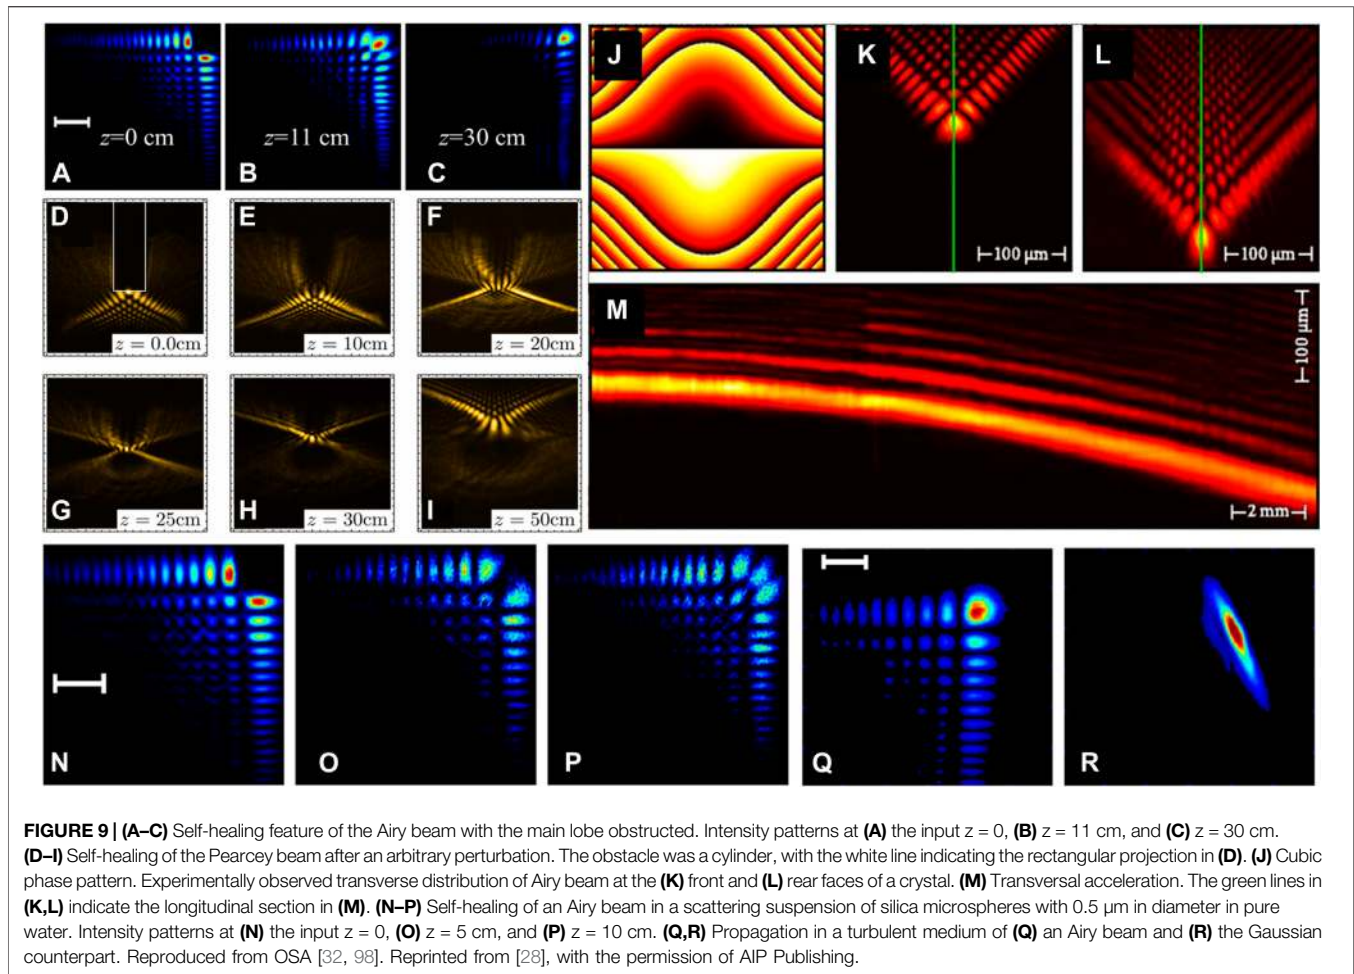 z=0 cm
A
z=11 cm
B
z=30 cm
C
D
z = 0.0cm
E
z = 10cm
F
z = 20cm
G
z = 25cm
H
z = 30cm
I
z = 50cm
J
K
100 μm
L
100 μm
M
100 μm
2 mm
N
O
P
Q
R
FIGURE 9 | (A–C) Self-healing feature of the Airy beam with the main lobe obstructed. Intensity patterns at (A) the input z = 0, (B) z = 11 cm, and (C) z = 30 cm.
(D–I) Self-healing of the Pearcey beam after an arbitrary perturbation. The obstacle was a cylinder, with the white line indicating the rectangular projection in (D). (J) Cubic
phase pattern. Experimentally observed transverse distribution of Airy beam at the (K) front and (L) rear faces of a crystal. (M) Transversal acceleration. The green lines in
(K,L) indicate the longitudinal section in (M). (N–P) Self-healing of an Airy beam in a scattering suspension of silica microspheres with 0.5 μm in diameter in pure
water. Intensity patterns at (N) the input z = 0, (O) z = 5 cm, and (P) z = 10 cm. (Q,R) Propagation in a turbulent medium of (Q) an Airy beam and (R) the Gaussian
counterpart. Reproduced from OSA [32, 98]. Reprinted from [28], with the permission of AIP Publishing.